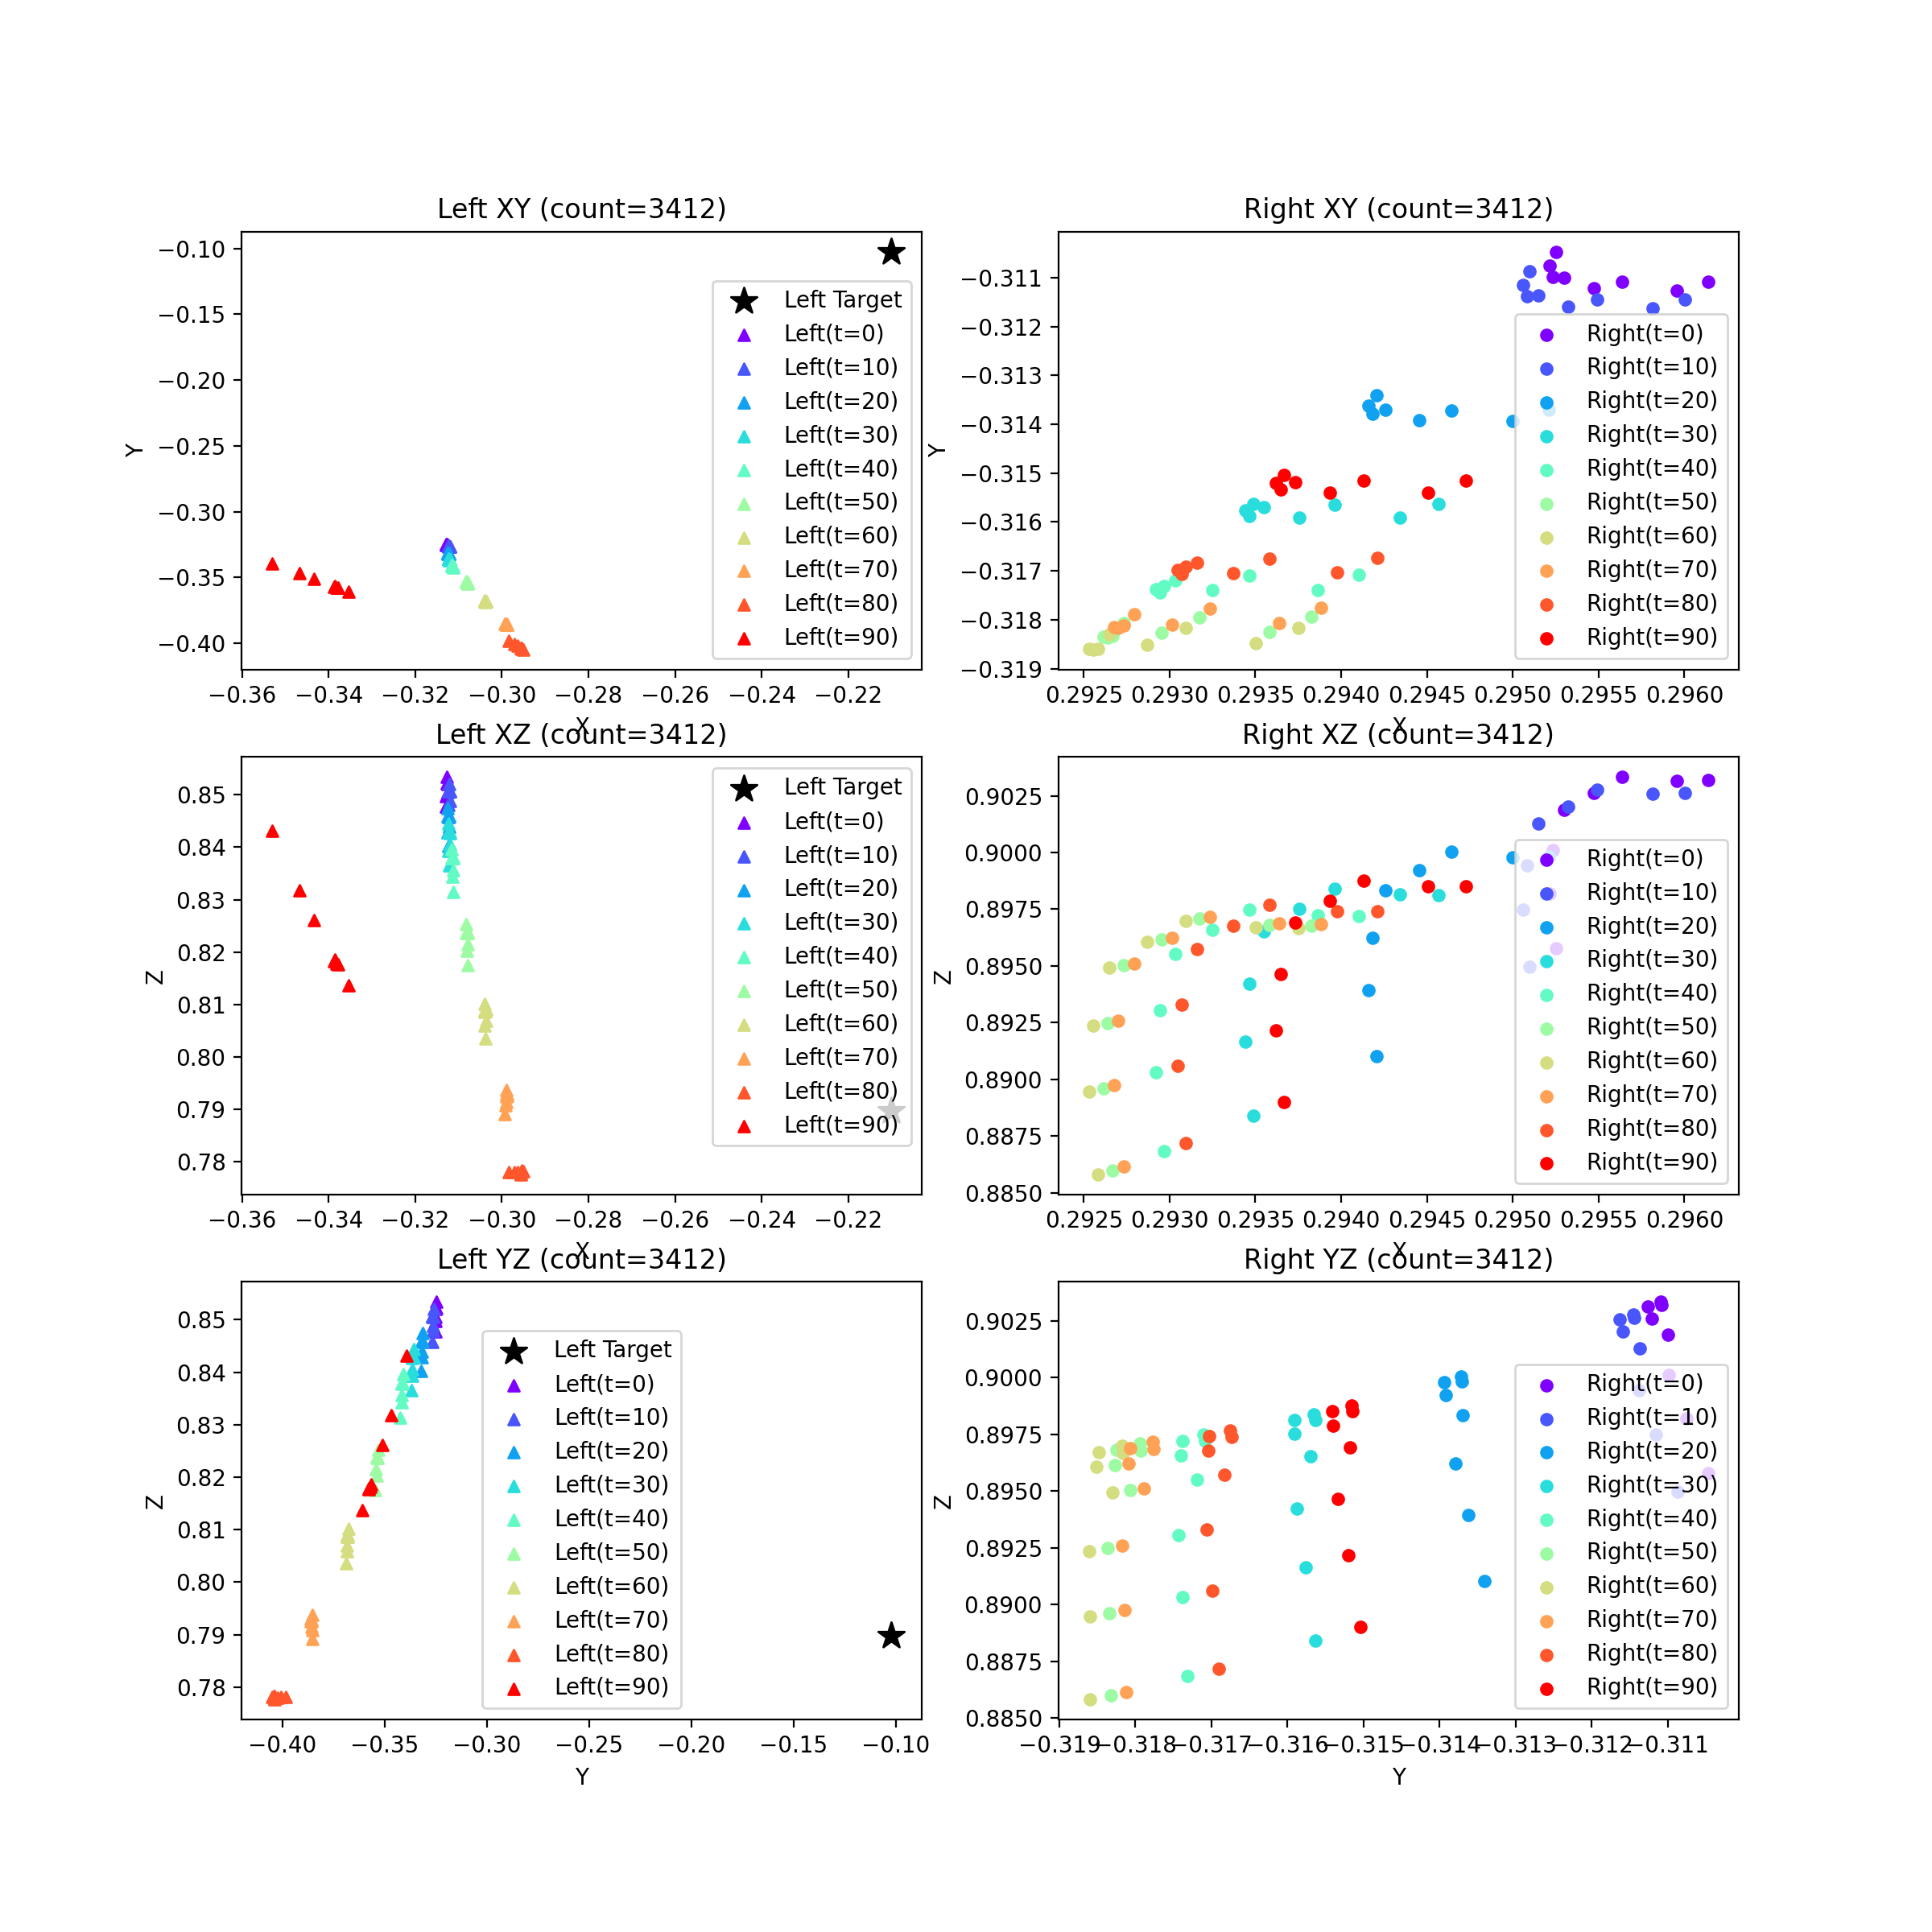 Left XY (count=3412)
−0.10
−0.15
−0.20
−0.25
−0.30
−0.35
−0.40
Y
−0.36 −0.34 −0.32 −0.30 −0.28 −0.26 −0.24 −0.22
X
Left Target
Left(t=0)
Left(t=10)
Left(t=20)
Left(t=30)
Left(t=40)
Left(t=50)
Left(t=60)
Left(t=70)
Left(t=80)
Left(t=90)
Right XY (count=3412)
−0.311
−0.312
−0.313
−0.314
−0.315
−0.316
−0.317
−0.318
−0.319
Y
0.2925 0.2930 0.2935 0.2940 0.2945 0.2950 0.2955 0.2960
X
Right(t=0)
Right(t=10)
Right(t=20)
Right(t=30)
Right(t=40)
Right(t=50)
Right(t=60)
Right(t=70)
Right(t=80)
Right(t=90)
Left XZ (count=3412)
0.85
0.84
0.83
0.82
0.81
0.80
0.79
0.78
Z
−0.36 −0.34 −0.32 −0.30 −0.28 −0.26 −0.24 −0.22
X
Left Target
Left(t=0)
Left(t=10)
Left(t=20)
Left(t=30)
Left(t=40)
Left(t=50)
Left(t=60)
Left(t=70)
Left(t=80)
Left(t=90)
Right XZ (count=3412)
0.9025
0.9000
0.8975
0.8950
0.8925
0.8900
0.8875
0.8850
Z
0.2925 0.2930 0.2935 0.2940 0.2945 0.2950 0.2955 0.2960
X
Right(t=0)
Right(t=10)
Right(t=20)
Right(t=30)
Right(t=40)
Right(t=50)
Right(t=60)
Right(t=70)
Right(t=80)
Right(t=90)
Left YZ (count=3412)
0.85
0.84
0.83
0.82
0.81
0.80
0.79
0.78
Z
−0.40 −0.35 −0.30 −0.25 −0.20 −0.15 −0.10
Y
Left Target
Left(t=0)
Left(t=10)
Left(t=20)
Left(t=30)
Left(t=40)
Left(t=50)
Left(t=60)
Left(t=70)
Left(t=80)
Left(t=90)
Right YZ (count=3412)
0.9025
0.9000
0.8975
0.8950
0.8925
0.8900
0.8875
0.8850
Z
−0.319 −0.318 −0.317 −0.316 −0.315 −0.314 −0.313 −0.312 −0.311
Y
Right(t=0)
Right(t=10)
Right(t=20)
Right(t=30)
Right(t=40)
Right(t=50)
Right(t=60)
Right(t=70)
Right(t=80)
Right(t=90)